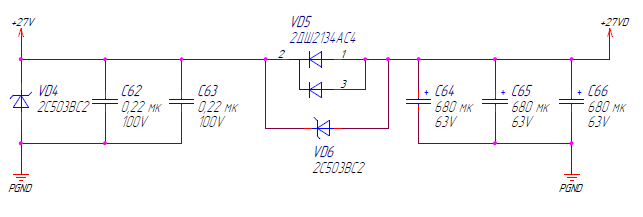 +27V
VD5
+27VD
2ДШ2134АС4
2
1
3
VD4
2С503ВС2
C62
0,22 мк
100V
C63
0,22 мк
100V
+
C64
680 мк
63V
+
C65
680 мк
63V
+
C66
680 мк
63V
VD6
2С503ВС2
PGND
PGND